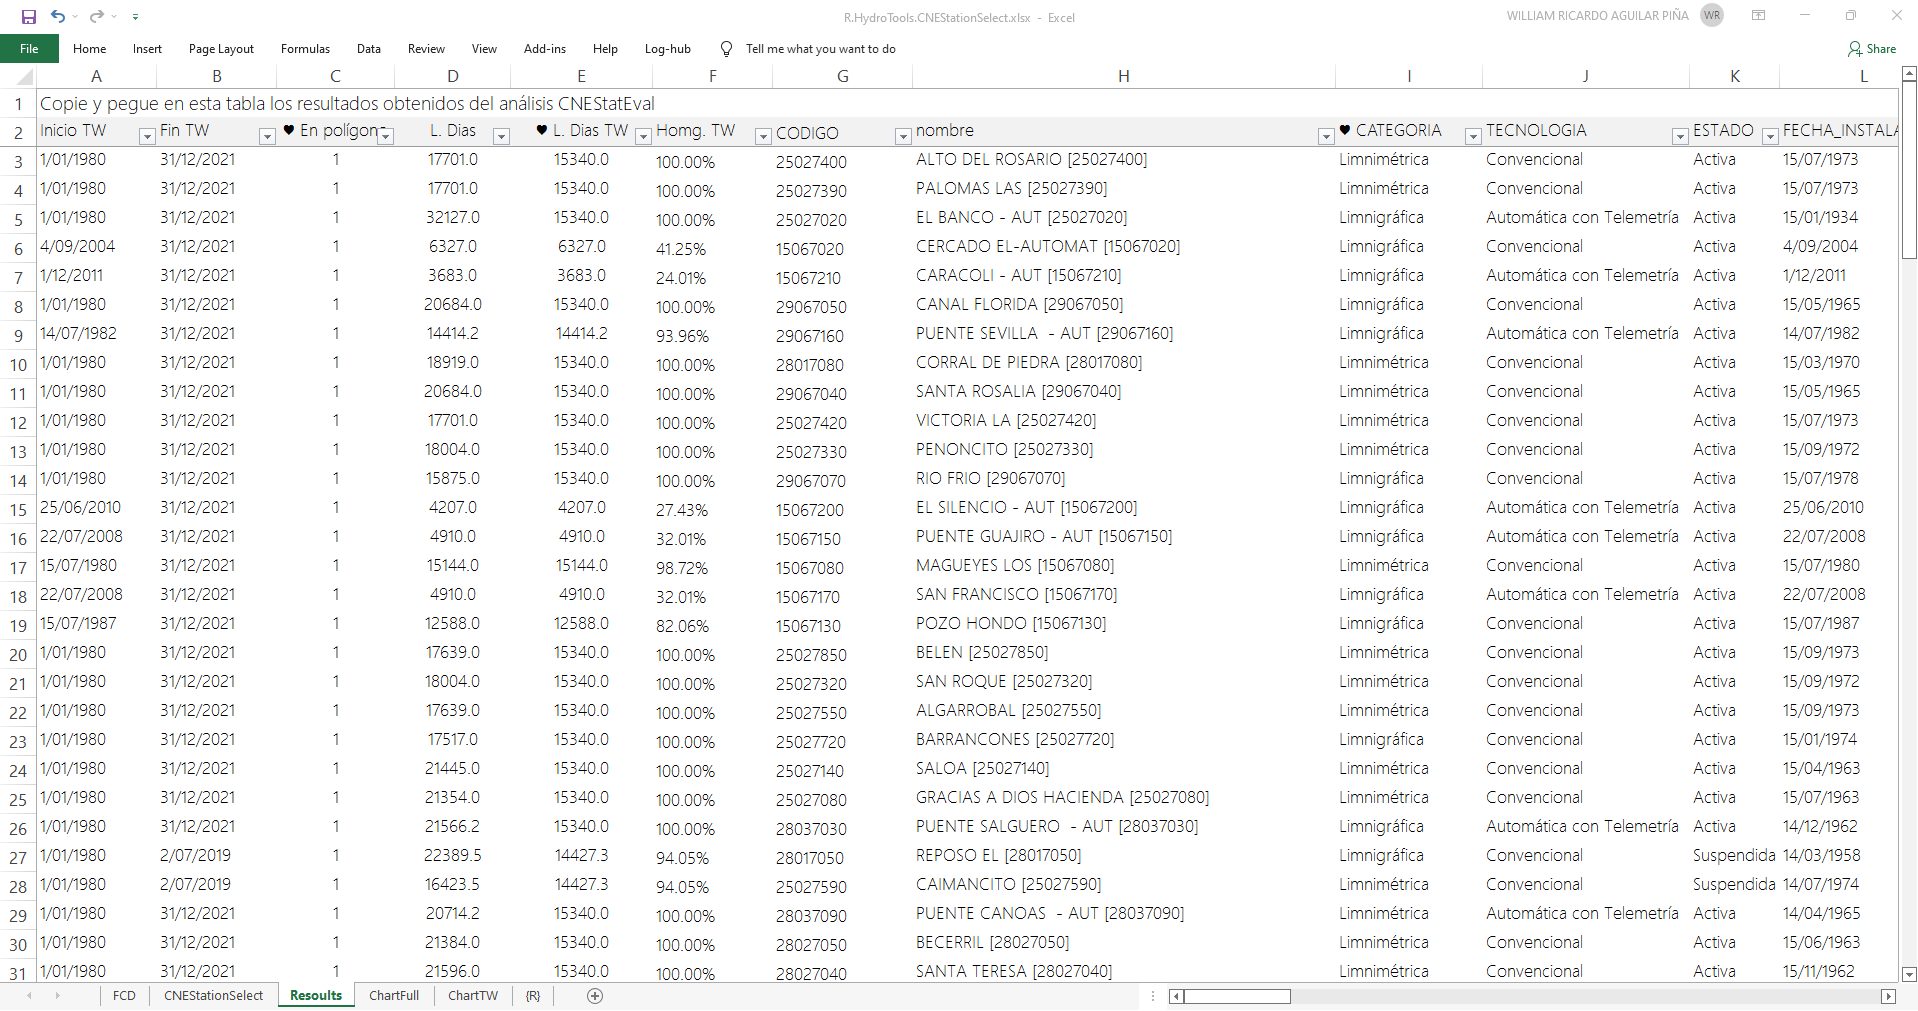 R.HydroTools.CNEStationSelect.xlsx - Excel
WILLIAM RICARDO AGUILAR PIÑA WR
File Home Insert Page Layout Formulas Data Review View Add-ins Help Log-hub Tell me what you want to do Share
A B C D E F G H I J K L
1 Copie y pegue en esta tabla los resultados obtenidos del análisis CNEStatEval
2 Inicio TW Fin TW ♥ En polígono L. Dias ♥ L. Dias TW Homg. TW CODIGO nombre ♥ CATEGORIA TECNOLOGIA ESTADO FECHA_INSTALA
3 1/01/1980 31/12/2021 1 17701.0 15340.0 100.00% 25027400 ALTO DEL ROSARIO [25027400] Limnimétrica Convencional Activa 15/07/1973
4 1/01/1980 31/12/2021 1 17701.0 15340.0 100.00% 25027390 PALOMAS LAS [25027390] Limnimétrica Convencional Activa 15/07/1973
5 1/01/1980 31/12/2021 1 32127.0 15340.0 100.00% 25027020 EL BANCO - AUT [25027020] Limnigráfica Automática con Telemetría Activa 15/01/1934
6 4/09/2004 31/12/2021 1 6327.0 6327.0 41.25% 15067020 CERCADO EL-AUTOMAT [15067020] Limnigráfica Convencional Activa 4/09/2004
7 1/12/2011 31/12/2021 1 3683.0 3683.0 24.01% 15067210 CARACOLI - AUT [15067210] Limnigráfica Automática con Telemetría Activa 1/12/2011
8 1/01/1980 31/12/2021 1 20684.0 15340.0 100.00% 29067050 CANAL FLORIDA [29067050] Limnigráfica Convencional Activa 15/05/1965
9 14/07/1982 31/12/2021 1 14414.2 14414.2 93.96% 29067160 PUENTE SEVILLA  - AUT [29067160] Limnigráfica Automática con Telemetría Activa 14/07/1982
10 1/01/1980 31/12/2021 1 18919.0 15340.0 100.00% 28017080 CORRAL DE PIEDRA [28017080] Limnimétrica Convencional Activa 15/03/1970
11 1/01/1980 31/12/2021 1 20684.0 15340.0 100.00% 29067040 SANTA ROSALIA [29067040] Limnimétrica Convencional Activa 15/05/1965
12 1/01/1980 31/12/2021 1 17701.0 15340.0 100.00% 25027420 VICTORIA LA [25027420] Limnimétrica Convencional Activa 15/07/1973
13 1/01/1980 31/12/2021 1 18004.0 15340.0 100.00% 25027330 PENONCITO [25027330] Limnimétrica Convencional Activa 15/09/1972
14 1/01/1980 31/12/2021 1 15875.0 15340.0 100.00% 29067070 RIO FRIO [29067070] Limnimétrica Convencional Activa 15/07/1978
15 25/06/2010 31/12/2021 1 4207.0 4207.0 27.43% 15067200 EL SILENCIO - AUT [15067200] Limnigráfica Automática con Telemetría Activa 25/06/2010
16 22/07/2008 31/12/2021 1 4910.0 4910.0 32.01% 15067150 PUENTE GUAJIRO - AUT [15067150] Limnigráfica Automática con Telemetría Activa 22/07/2008
17 15/07/1980 31/12/2021 1 15144.0 15144.0 98.72% 15067080 MAGUEYES LOS [15067080] Limnimétrica Convencional Activa 15/07/1980
18 22/07/2008 31/12/2021 1 4910.0 4910.0 32.01% 15067170 SAN FRANCISCO [15067170] Limnigráfica Automática con Telemetría Activa 22/07/2008
19 15/07/1987 31/12/2021 1 12588.0 12588.0 82.06% 15067130 POZO HONDO [15067130] Limnigráfica Convencional Activa 15/07/1987
20 1/01/1980 31/12/2021 1 17639.0 15340.0 100.00% 25027850 BELEN [25027850] Limnimétrica Convencional Activa 15/09/1973
21 1/01/1980 31/12/2021 1 18004.0 15340.0 100.00% 25027320 SAN ROQUE [25027320] Limnimétrica Convencional Activa 15/09/1972
22 1/01/1980 31/12/2021 1 17639.0 15340.0 100.00% 25027550 ALGARROBAL [25027550] Limnimétrica Convencional Activa 15/09/1973
23 1/01/1980 31/12/2021 1 17517.0 15340.0 100.00% 25027720 BARRANCONES [25027720] Limnigráfica Convencional Activa 15/01/1974
24 1/01/1980 31/12/2021 1 21445.0 15340.0 100.00% 25027140 SALOA [25027140] Limnimétrica Convencional Activa 15/04/1963
25 1/01/1980 31/12/2021 1 21354.0 15340.0 100.00% 25027080 GRACIAS A DIOS HACIENDA [25027080] Limnimétrica Convencional Activa 15/07/1963
26 1/01/1980 31/12/2021 1 21566.2 15340.0 100.00% 28037030 PUENTE SALGUERO  - AUT [28037030] Limnigráfica Automática con Telemetría Activa 14/12/1962
27 1/01/1980 2/07/2019 1 22389.5 14427.3 94.05% 28017050 REPOSO EL [28017050] Limnigráfica Convencional Suspendida 14/03/1958
28 1/01/1980 2/07/2019 1 16423.5 14427.3 94.05% 25027590 CAIMANCITO [25027590] Limnimétrica Convencional Suspendida 14/07/1974
29 1/01/1980 31/12/2021 1 20714.2 15340.0 100.00% 28037090 PUENTE CANOAS  - AUT [28037090] Limnimétrica Automática con Telemetría Activa 14/04/1965
30 1/01/1980 31/12/2021 1 21384.0 15340.0 100.00% 28027050 BECERRIL [28027050] Limnimétrica Convencional Activa 15/06/1963
31 1/01/1980 31/12/2021 1 21596.0 15340.0 100.00% 28027040 SANTA TERESA [28027040] Limnimétrica Convencional Activa 15/11/1962
FCD CNEStationSelect Resoults ChartFull ChartTW {R}